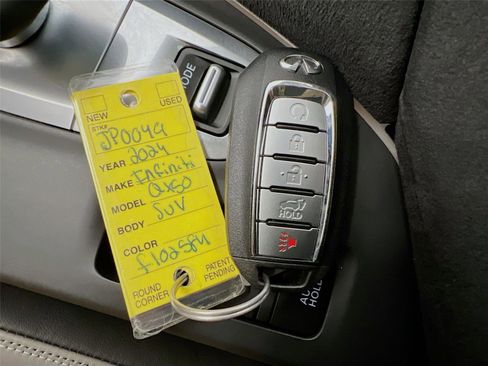 MODE
NEW USED
STK# JP0049
YEAR 2024
MAKE Infiniti
MODEL QX50
BODY SUV
COLOR
ROUND CORNER
PATENT PENDING
HOLD
HOLD